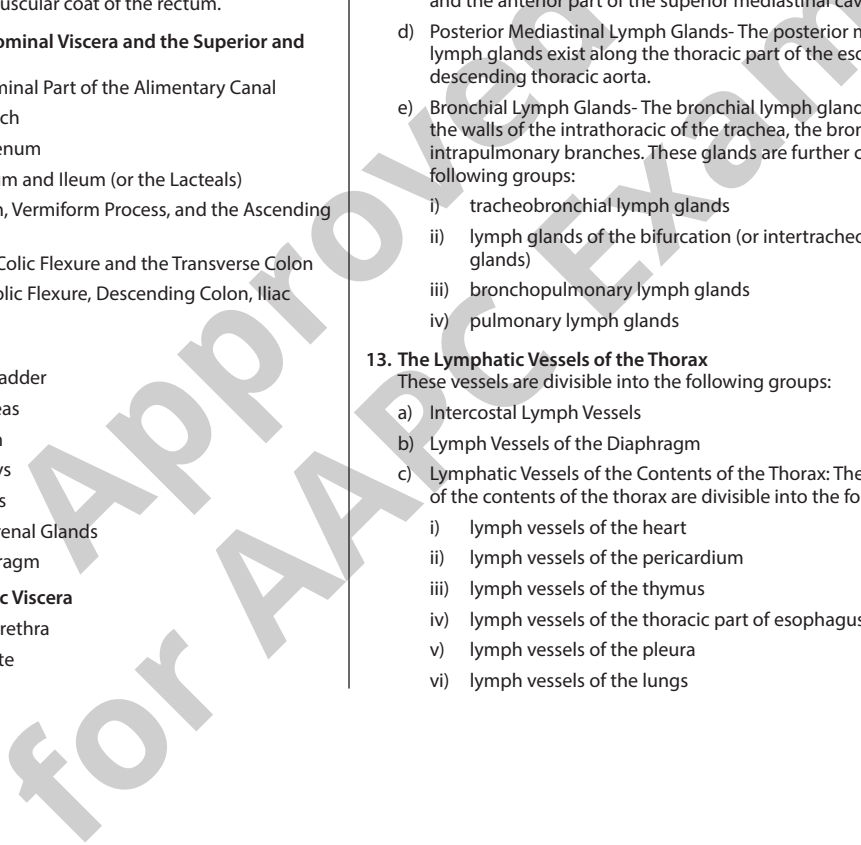 uscular coat of the rectum.
ominal Viscera and the Superior and
minal Part of the Alimentary Canal
ch
enum
m and Ileum (or the Lacteals)
, Vermiform Process, and the Ascending
Colic Flexure and the Transverse Colon
olic Flexure, Descending Colon, Iliac
adder
eas
n
ys
s
renal Glands
ragm
c Viscera
rethra
te
and the anterior part of the superior mediastinal cav
d) Posterior Mediastinal Lymph Glands- The posterior m
lymph glands exist along the thoracic part of the eso
descending thoracic aorta.
e) Bronchial Lymph Glands- The bronchial lymph gland
the walls of the intrathoracic of the trachea, the bron
intrapulmonary branches. These glands are further c
following groups:
i) tracheobronchial lymph glands
ii) lymph glands of the bifurcation (or intertracheo
glands)
iii) bronchopulmonary lymph glands
iv) pulmonary lymph glands
13. The Lymphatic Vessels of the Thorax
These vessels are divisible into the following groups:
a) Intercostal Lymph Vessels
b) Lymph Vessels of the Diaphragm
c) Lymphatic Vessels of the Contents of the Thorax: The
of the contents of the thorax are divisible into the fo
i) lymph vessels of the heart
ii) lymph vessels of the pericardium
iii) lymph vessels of the thymus
iv) lymph vessels of the thoracic part of esophagus
v) lymph vessels of the pleura
vi) lymph vessels of the lungs
Approved
for AAPC Exam